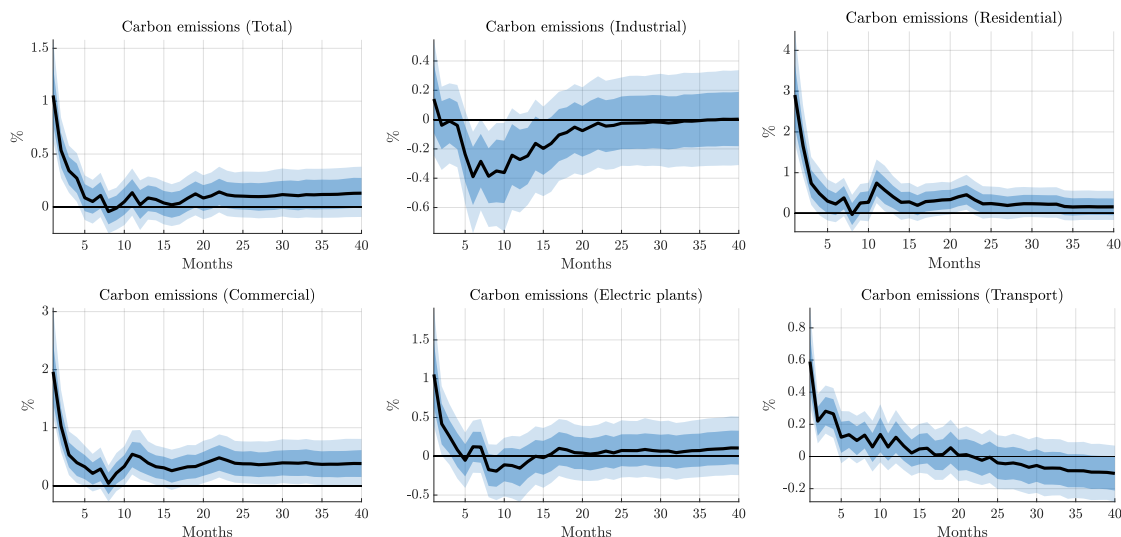 Carbon emissions (Total)
1.5
1
0.5
0
%
5 10 15 20 25 30 35 40
Months
Carbon emissions (Industrial)
0.4
0.2
0
-0.2
-0.4
-0.6
%
5 10 15 20 25 30 35 40
Months
Carbon emissions (Residential)
4
3
2
1
0
%
5 10 15 20 25 30 35 40
Months
Carbon emissions (Commercial)
3
2
1
0
%
5 10 15 20 25 30 35 40
Months
Carbon emissions (Electric plants)
1.5
1
0.5
0
-0.5
%
5 10 15 20 25 30 35 40
Months
Carbon emissions (Transport)
0.8
0.6
0.4
0.2
0
-0.2
%
5 10 15 20 25 30 35 40
Months